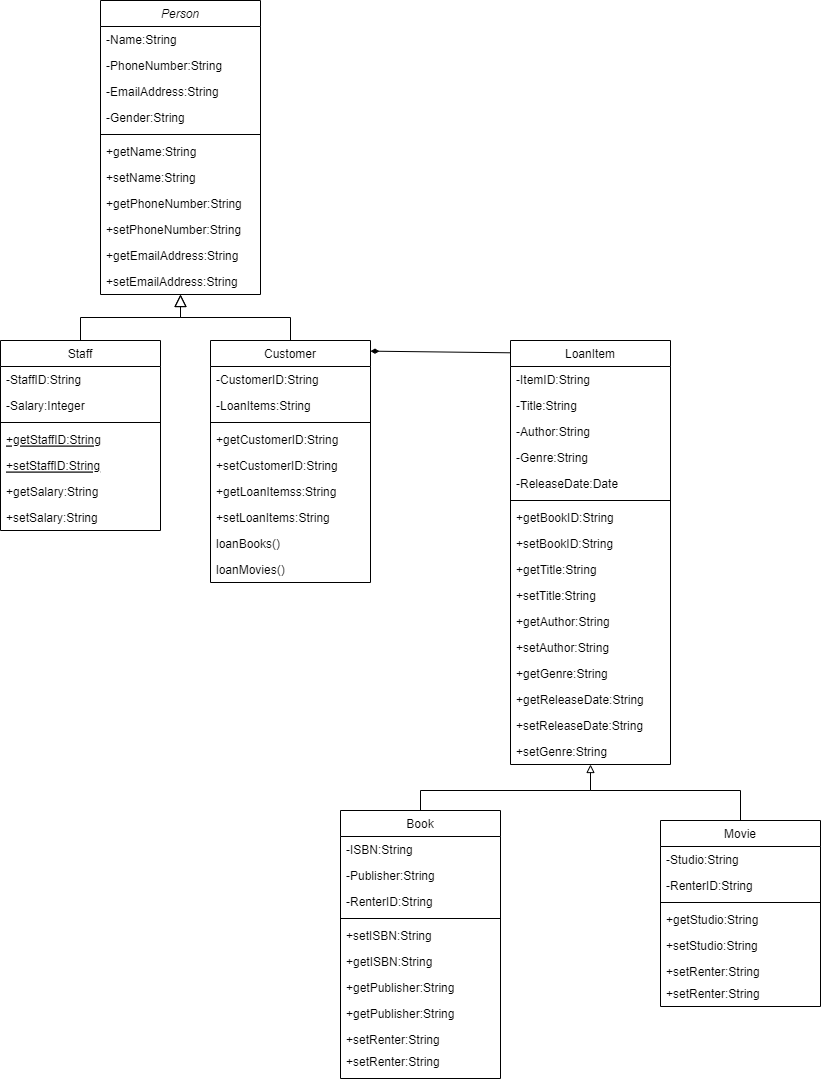 Person
-Name:String
-PhoneNumber:String
-EmailAddress:String
-Gender:String
+getName:String
+setName:String
+getPhoneNumber:String
+setPhoneNumber:String
+getEmailAddress:String
+setEmailAddress:String
Staff
-StaffID:String
-Salary:Integer
+getStaffID:String
+setStaffID:String
+getSalary:String
+setSalary:String
Customer
-CustomerID:String
-LoanItems:String
+getCustomerID:String
+setCustomerID:String
+getLoanItemss:String
+setLoanItems:String
loanBooks()
loanMovies()
LoanItem
-ItemID:String
-Title:String
-Author:String
-Genre:String
-ReleaseDate:Date
+getBookID:String
+setBookID:String
+getTitle:String
+setTitle:String
+getAuthor:String
+setAuthor:String
+getGenre:String
+getReleaseDate:String
+setReleaseDate:String
+setGenre:String
Book
-ISBN:String
-Publisher:String
-RenterID:String
+setISBN:String
+getISBN:String
+getPublisher:String
+getPublisher:String
+setRenter:String
+setRenter:String
Movie
-Studio:String
-RenterID:String
+getStudio:String
+setStudio:String
+setRenter:String
+setRenter:String